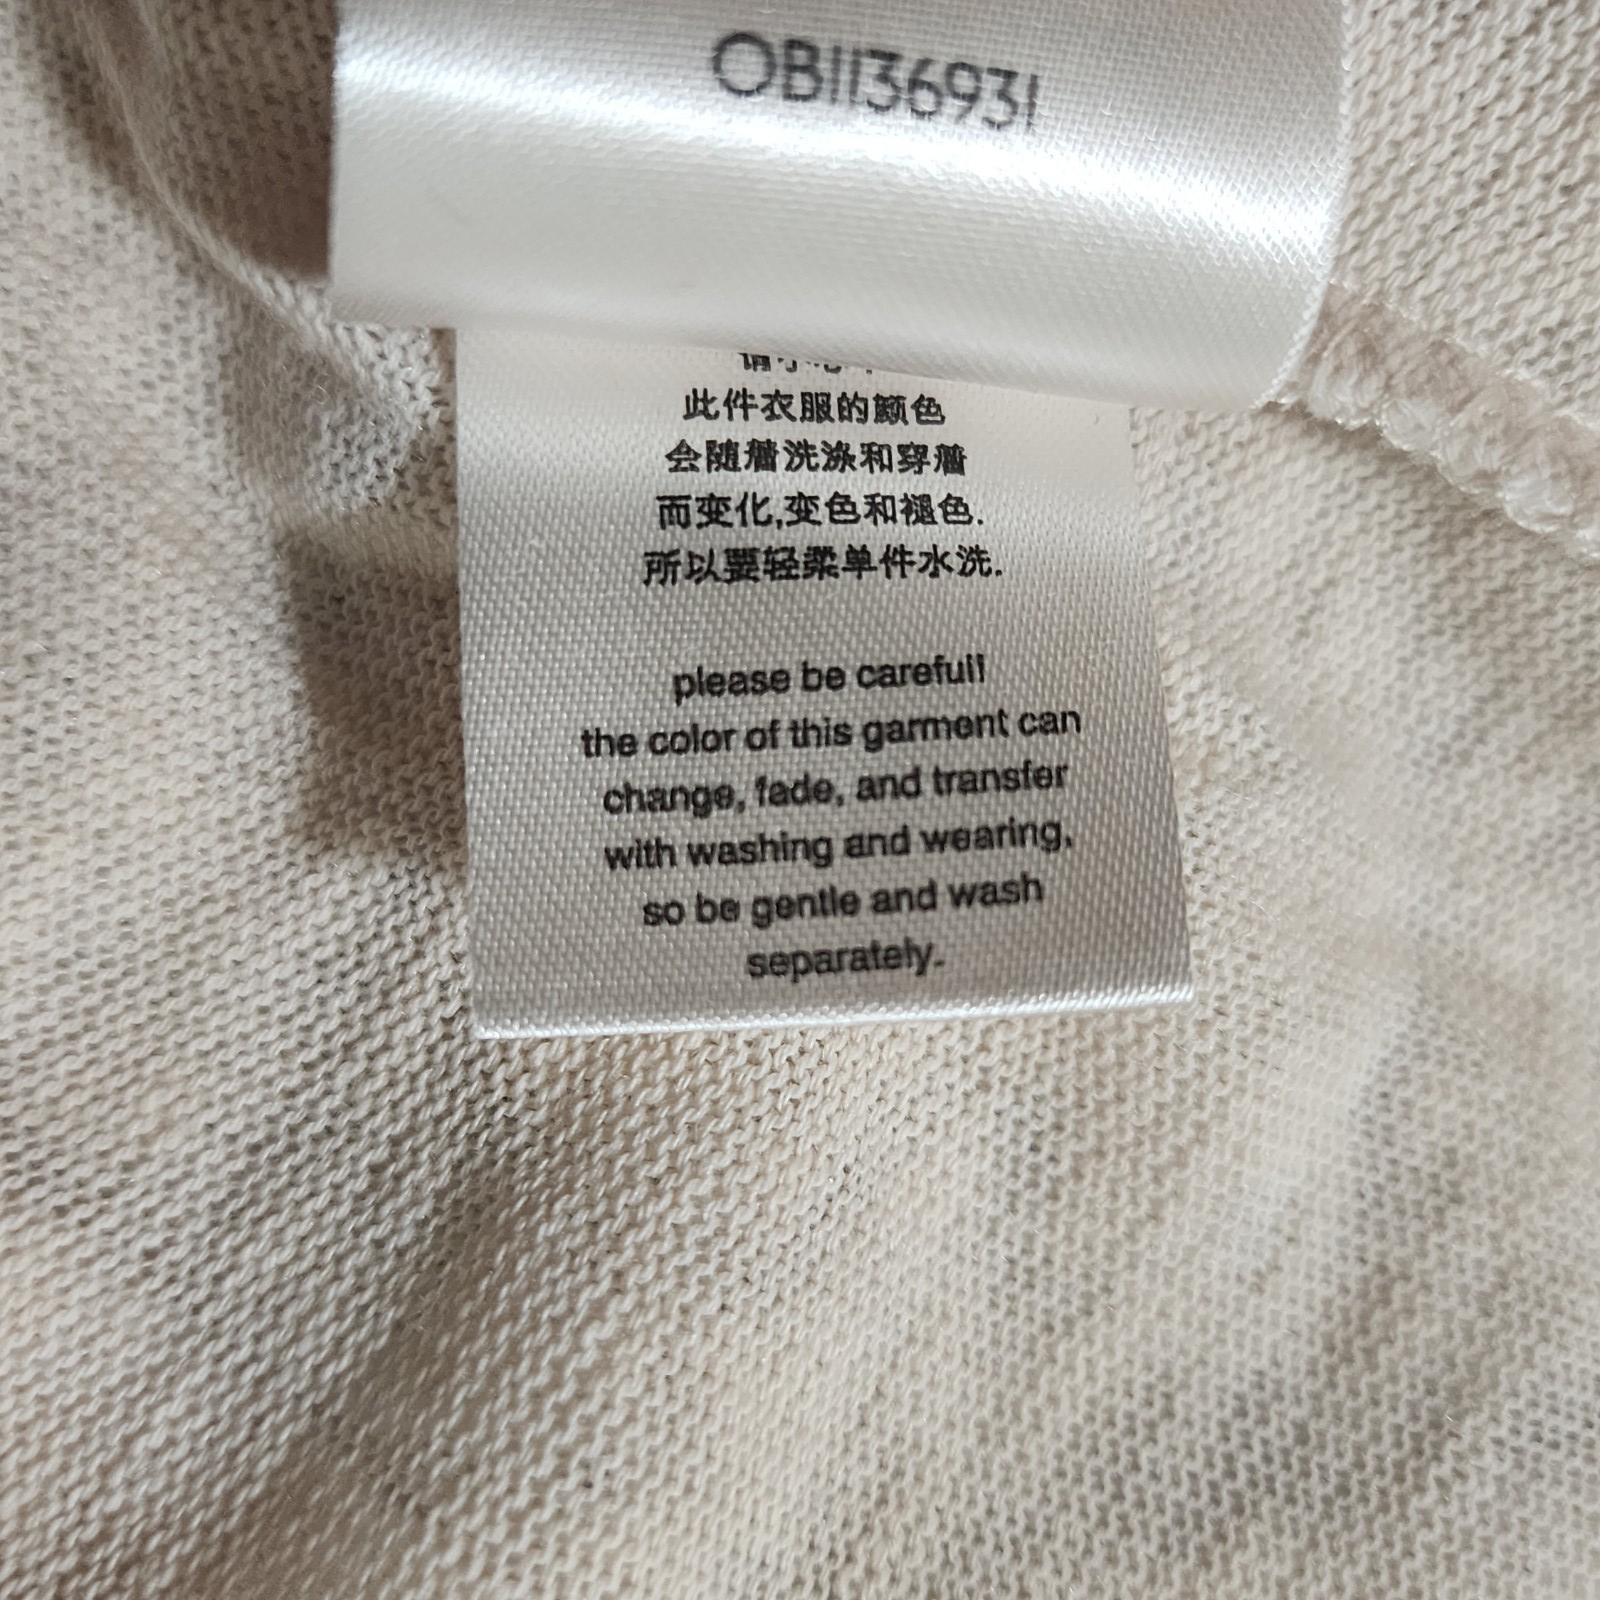 OB1136931
此件衣服的颜色
会随着洗涤和穿着
而变化,变色和褪色.
所以要轻柔单件水洗.
please be careful!
the color of this garment can
change, fade, and transfer
with washing and wearing,
so be gentle and wash
separately.